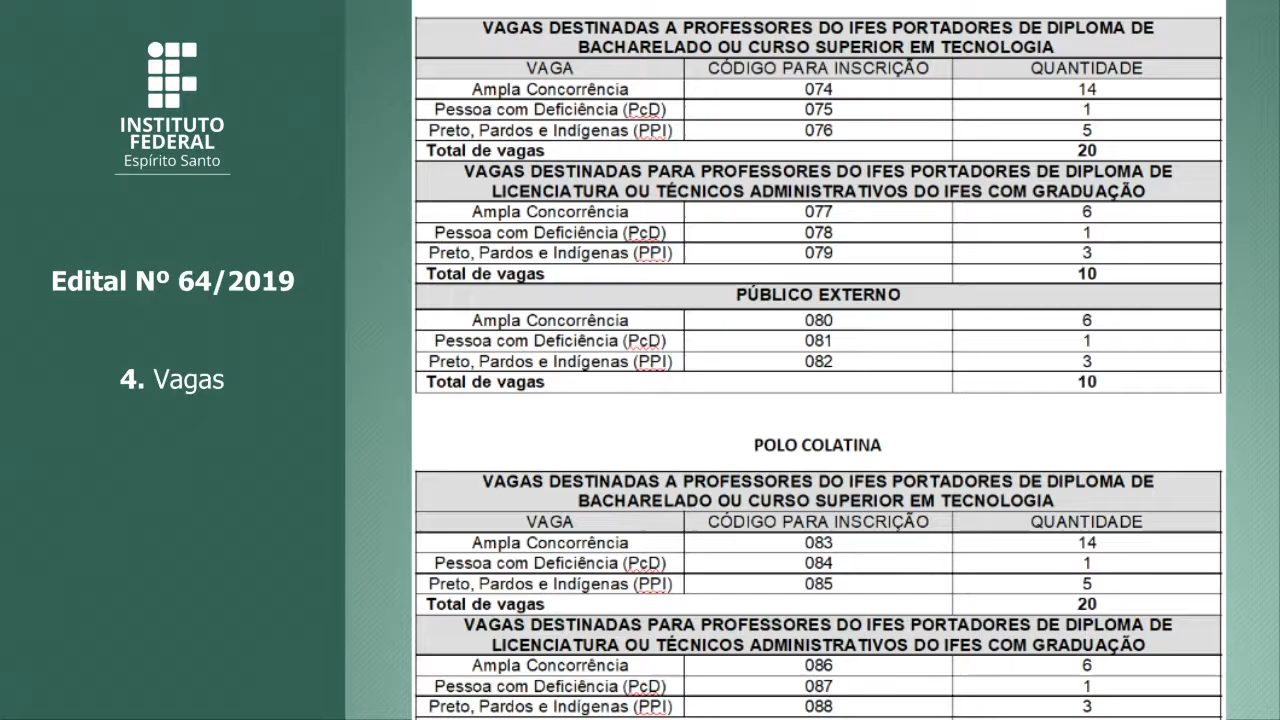 INSTITUTO
FEDERAL
Espírito Santo
Edital Nº 64/2019
4. Vagas
VAGAS DESTINADAS A PROFESSORES DO IFES PORTADORES DE DIPLOMA DE
BACHARELADO OU CURSO SUPERIOR EM TECNOLOGIA
VAGA CÓDIGO PARA INSCRIÇÃO QUANTIDADE
Ampla Concorrência 074 14
Pessoa com Deficiência (PcD) 075 1
Preto, Pardos e Indígenas (PPI) 076 5
Total de vagas 20
VAGAS DESTINADAS PARA PROFESSORES DO IFES PORTADORES DE DIPLOMA DE
LICENCIATURA OU TÉCNICOS ADMINISTRATIVOS DO IFES COM GRADUAÇÃO
Ampla Concorrência 077 6
Pessoa com Deficiência (PcD) 078 1
Preto, Pardos e Indígenas (PPI) 079 3
Total de vagas 10
PÚBLICO EXTERNO
Ampla Concorrência 080 6
Pessoa com Deficiência (PcD) 081 1
Preto, Pardos e Indígenas (PPI) 082 3
Total de vagas 10
POLO COLATINA
VAGAS DESTINADAS A PROFESSORES DO IFES PORTADORES DE DIPLOMA DE
BACHARELADO OU CURSO SUPERIOR EM TECNOLOGIA
VAGA CÓDIGO PARA INSCRIÇÃO QUANTIDADE
Ampla Concorrência 083 14
Pessoa com Deficiência (PcD) 084 1
Preto, Pardos e Indígenas (PPI) 085 5
Total de vagas 20
VAGAS DESTINADAS PARA PROFESSORES DO IFES PORTADORES DE DIPLOMA DE
LICENCIATURA OU TÉCNICOS ADMINISTRATIVOS DO IFES COM GRADUAÇÃO
Ampla Concorrência 086 6
Pessoa com Deficiência (PcD) 087 1
Preto, Pardos e Indígenas (PPI) 088 3